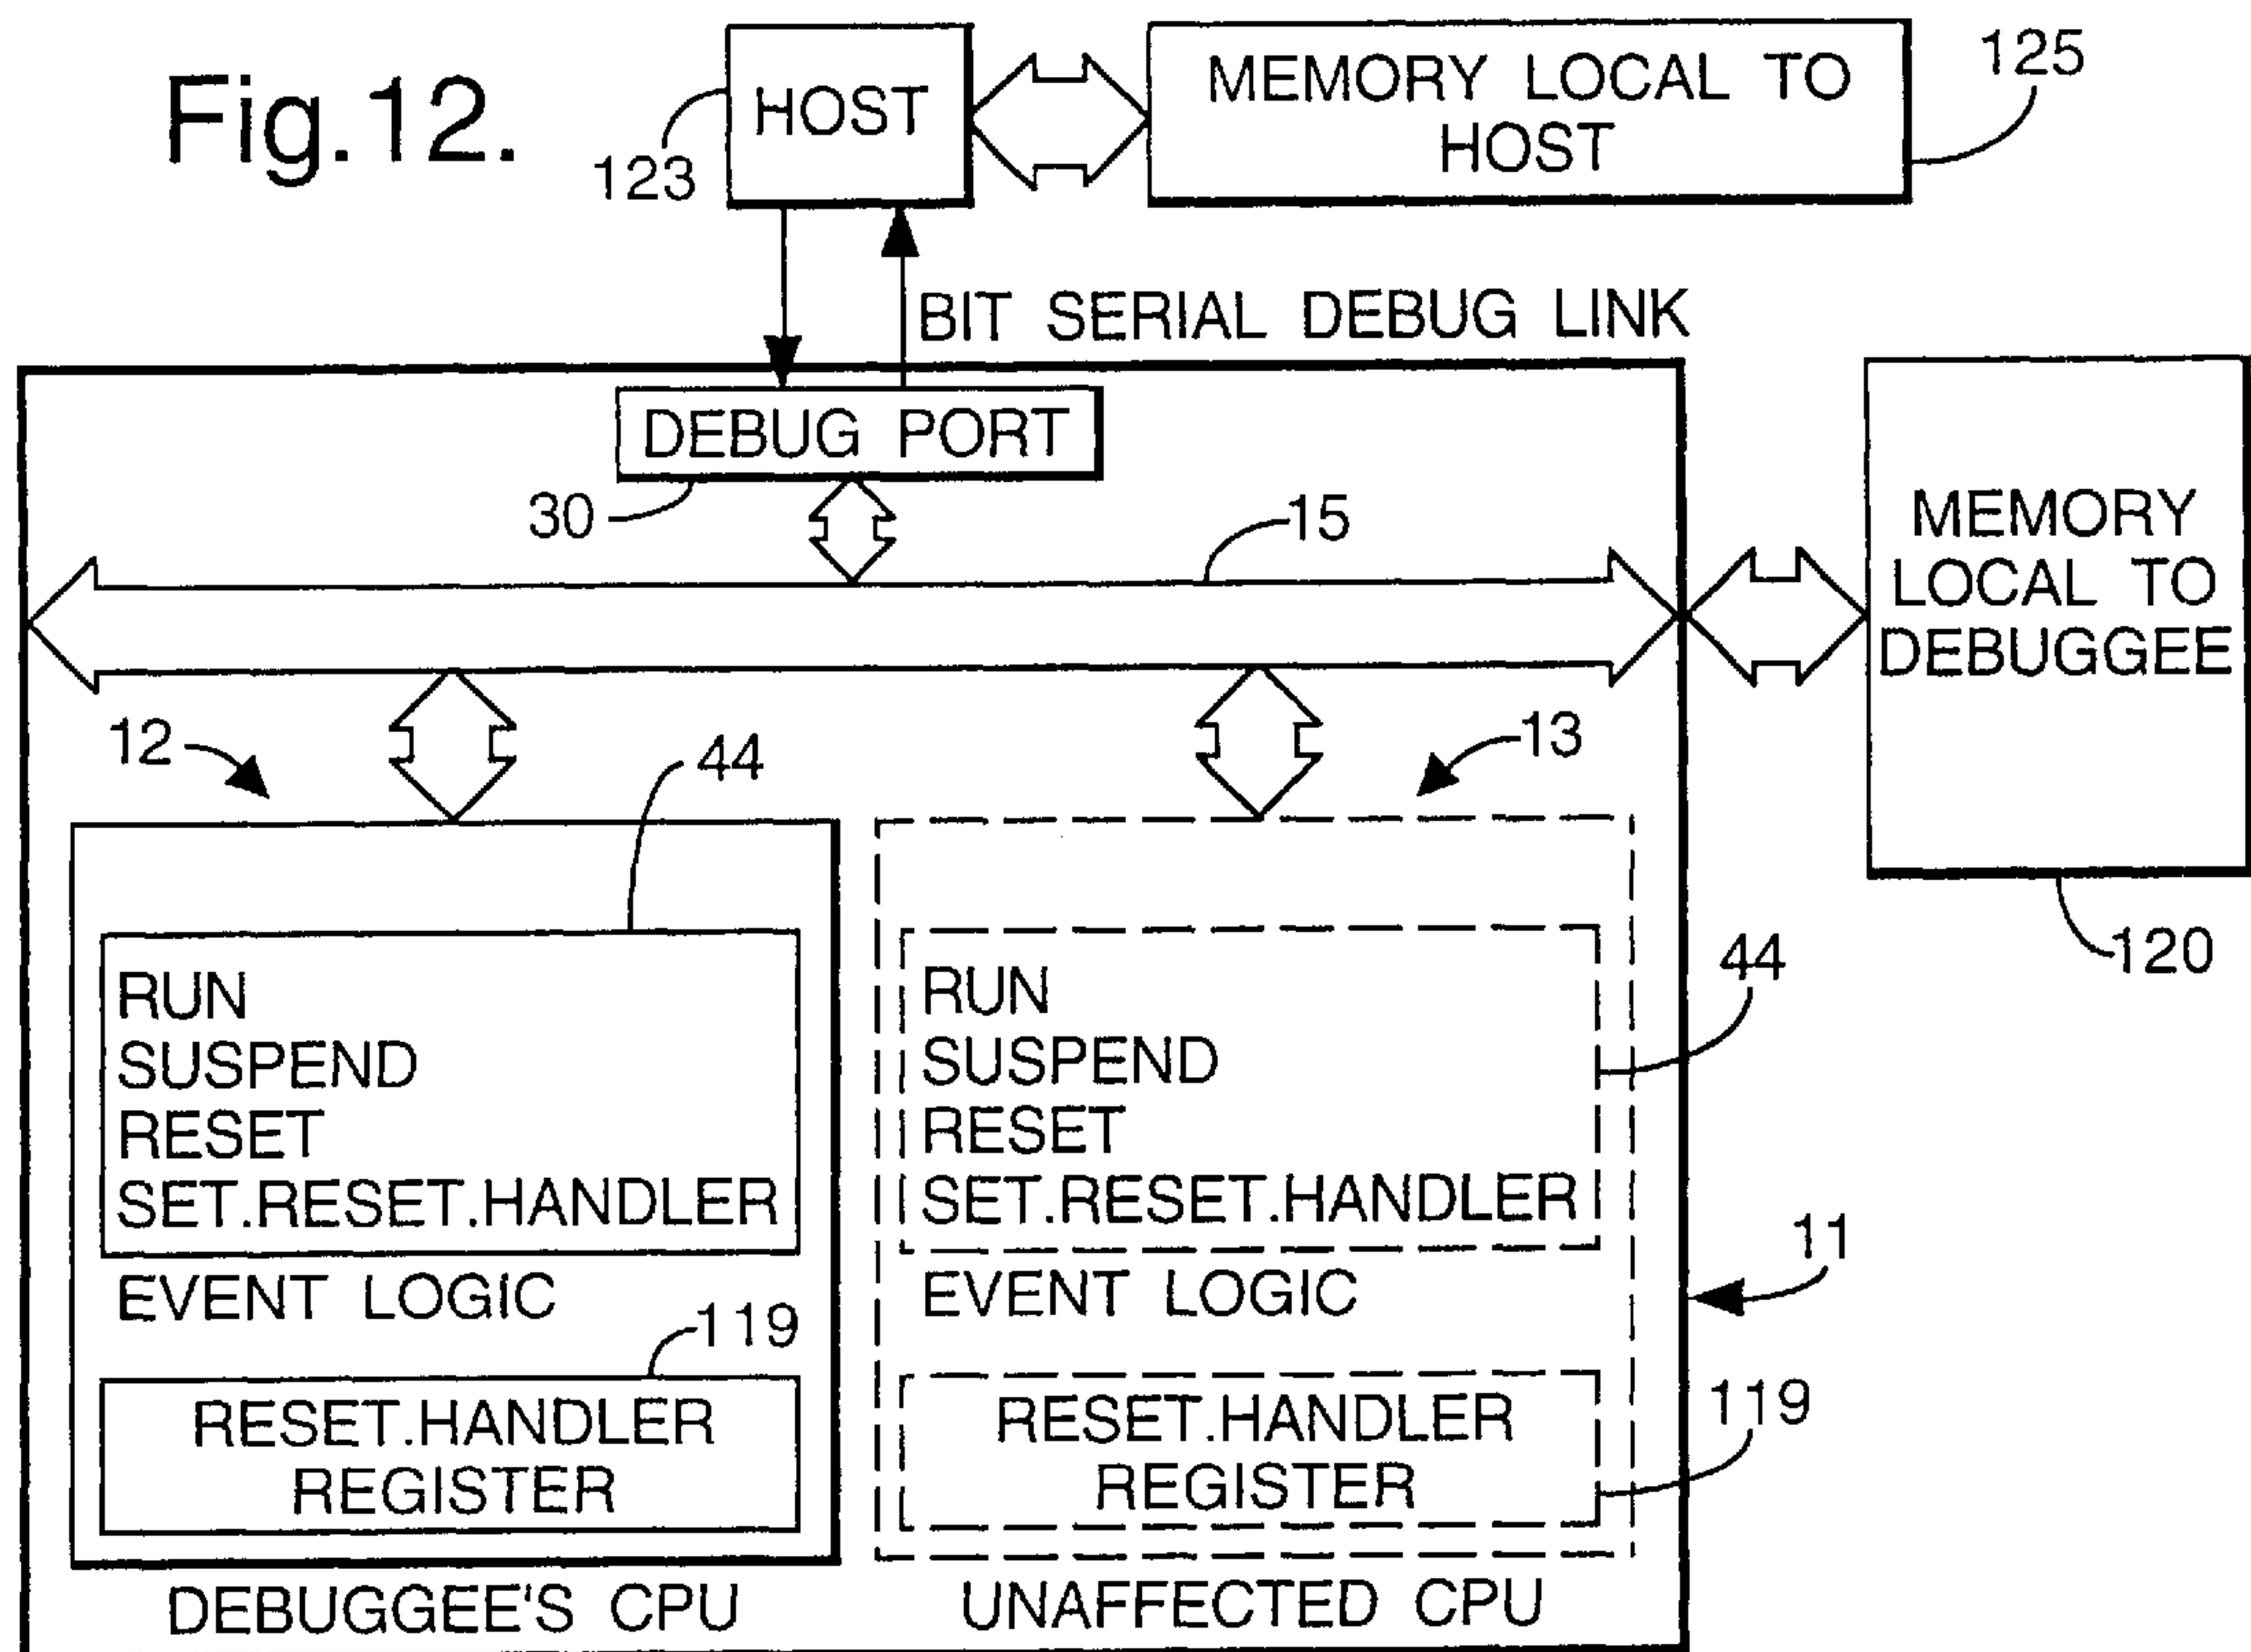 Fig.12.
123
HOST
MEMORY LOCAL TO
HOST
125
BIT SERIAL DEBUG LINK
DEBUG PORT
30
15
MEMORY
LOCAL TO
DEBUGGEE
120
12
44
13
RUN
SUSPEND
RESET
SET.RESET.HANDLER
EVENT LOGIC
119
RESET.HANDLER
REGISTER
DEBUGGEE'S CPU
RUN
SUSPEND
RESET
SET.RESET.HANDLER
EVENT LOGIC
44
11
RESET.HANDLER
REGISTER
119
UNAFFECTED CPU